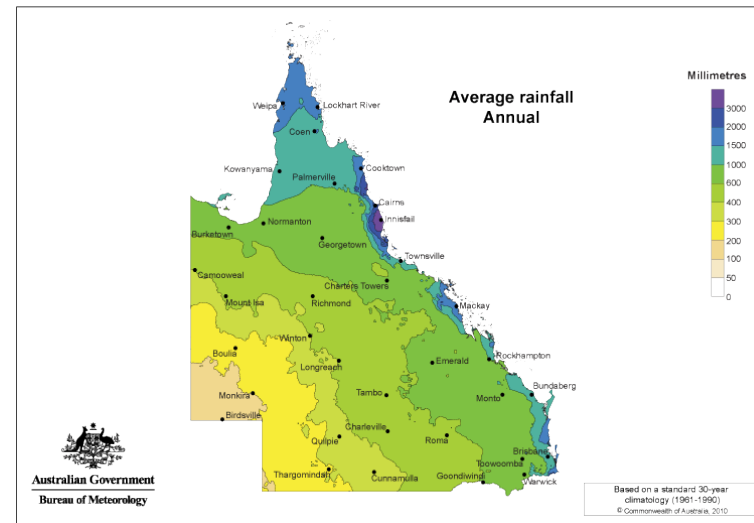 Average rainfall
Annual
Millimetres
3000
2000
1500
1000
600
400
300
200
100
50
0
Weipa
Lockhart River
Coen
Kowanyama
Cooktown
Palmerville
Cairns
Innisfail
Normanton
Burketown
Georgetown
Townsville
Camooweal
Charters Towers
Mount Isa
Richmond
Mackay
Winton
Boulia
Longreach
Emerald
Rockhampton
Monkira
Tambo
Monto
Bundaberg
Birdsville
Charleville
Quilpie
Roma
Brisbane
Toowoomba
Thargomindah
Cunnamulla
Goondiwindi
Warwick
Australian Government
Bureau of Meteorology
Based on a standard 30-year
climatology (1961-1990)
© Commonwealth of Australia, 2010